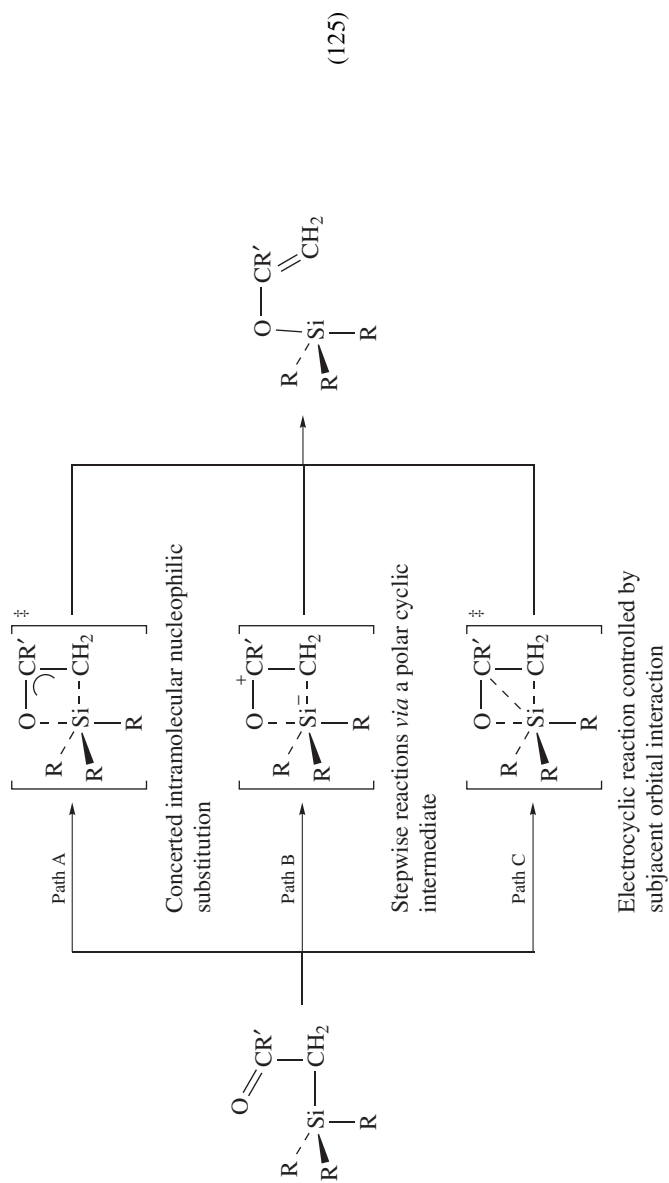 O
CR′
CH₂
R
Si
R
R
Path A
O
CR′
‡
CH₂
R
Si
R
R
Concerted intramolecular nucleophilic
substitution
Path B
+
O
CR′
CH₂
R
–
Si
R
R
Stepwise reactions via a polar cyclic
intermediate
Path C
O
CR′
‡
CH₂
R
Si
R
R
Electrocyclic reaction controlled by
subjacent orbital interaction
O
CR′
CH₂
R
Si
R
R
(125)